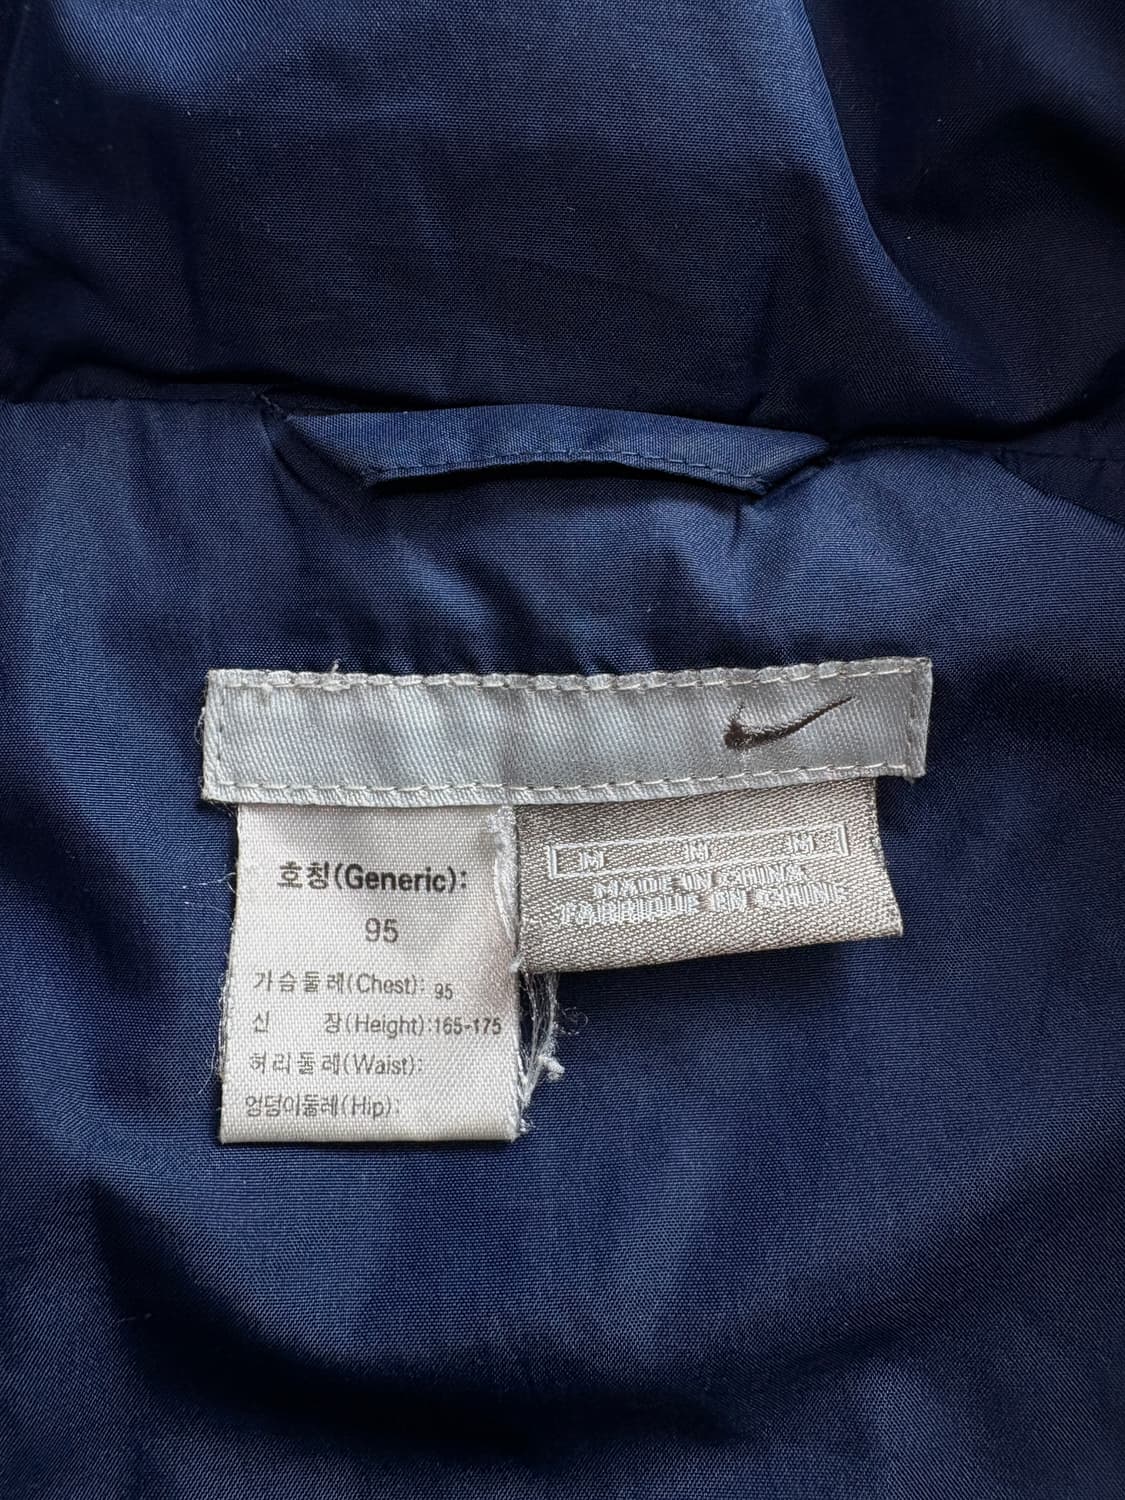 호칭(Generic):
95
가슴둘레(Chest): 95
신 장(Height):165-175
허리둘레(Waist):
엉덩이둘레(Hip):
M M M
MADE IN CHINA
FABRIQUE EN CHINE